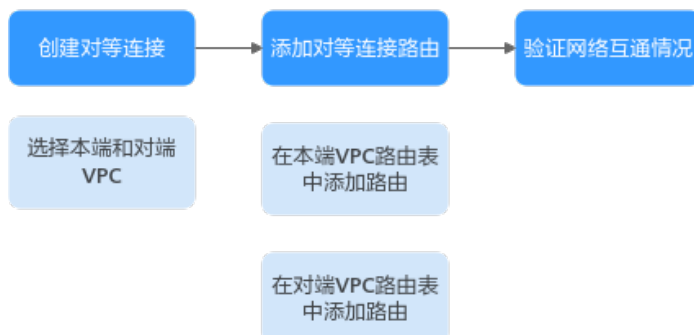 创建对等连接
添加对等连接路由
验证网络互通情况
选择本端和对端
VPC
在本端VPC路由表
中添加路由
在对端VPC路由表
中添加路由